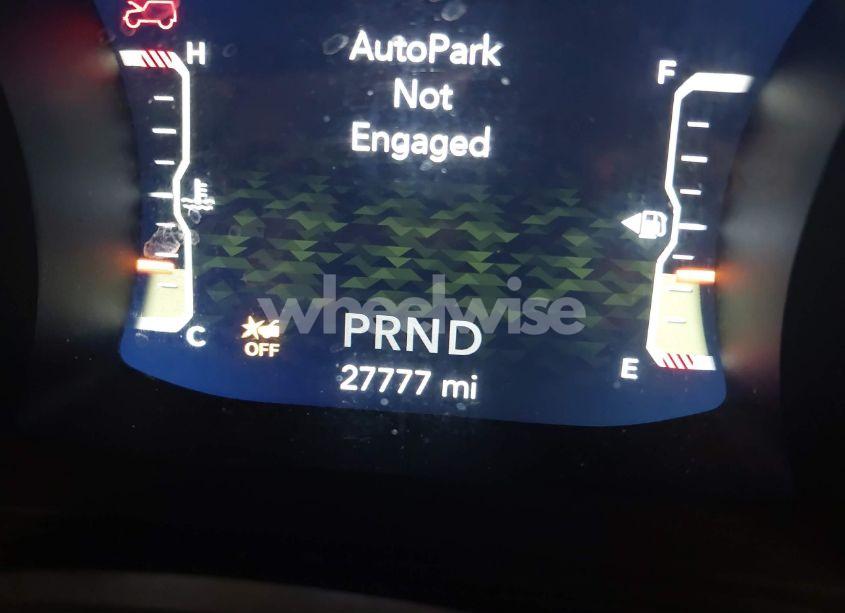 H
AutoPark
Not
Engaged
F
wheelwise
C
OFF
PRND
27777 mi
E